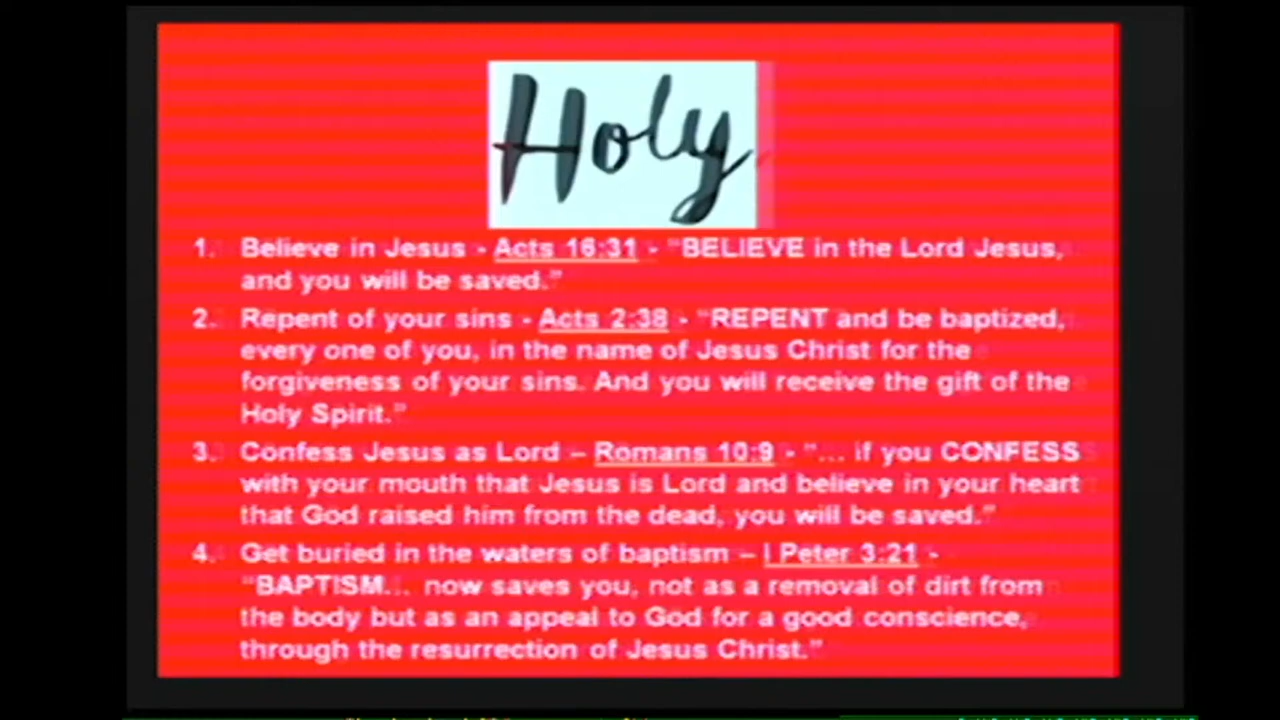 Holy
1. Believe in Jesus - Acts 16:31 - “BELIEVE in the Lord Jesus,
and you will be saved.”
2. Repent of your sins - Acts 2:38 - “REPENT and be baptized,
every one of you, in the name of Jesus Christ for the
forgiveness of your sins. And you will receive the gift of the
Holy Spirit.”
3. Confess Jesus as Lord – Romans 10:9 - “… if you CONFESS
with your mouth that Jesus is Lord and believe in your heart
that God raised him from the dead, you will be saved.”
4. Get buried in the waters of baptism – I Peter 3:21 -
“BAPTISM… now saves you, not as a removal of dirt from
the body but as an appeal to God for a good conscience,
through the resurrection of Jesus Christ.”